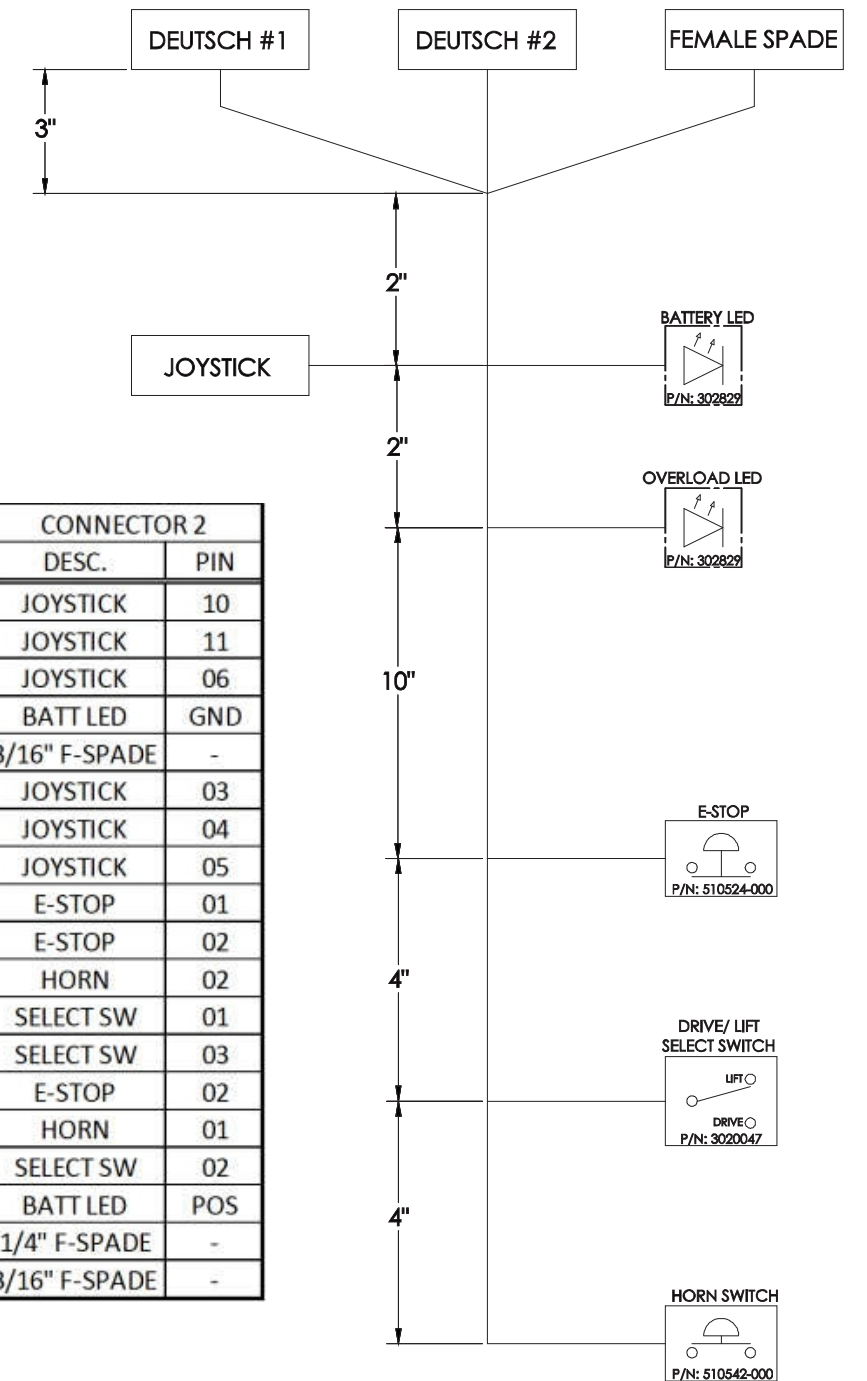 DEUTSCH #1
DEUTSCH #2
FEMALE SPADE
3"
2"
BATTERY LED
P/N: 302829
JOYSTICK
2"
OVERLOAD LED
P/N: 302829
10"
E-STOP
P/N: 510524-000
4"
DRIVE/ LIFT
SELECT SWITCH
LIFT
DRIVE
P/N: 3020047
4"
HORN SWITCH
P/N: 510542-000
CONNECTOR 2
DESC. PIN
JOYSTICK 10
JOYSTICK 11
JOYSTICK 06
BATT LED GND
3/16" F-SPADE -
JOYSTICK 03
JOYSTICK 04
JOYSTICK 05
E-STOP 01
E-STOP 02
HORN 02
SELECT SW 01
SELECT SW 03
E-STOP 02
HORN 01
SELECT SW 02
BATT LED POS
1/4" F-SPADE -
3/16" F-SPADE -